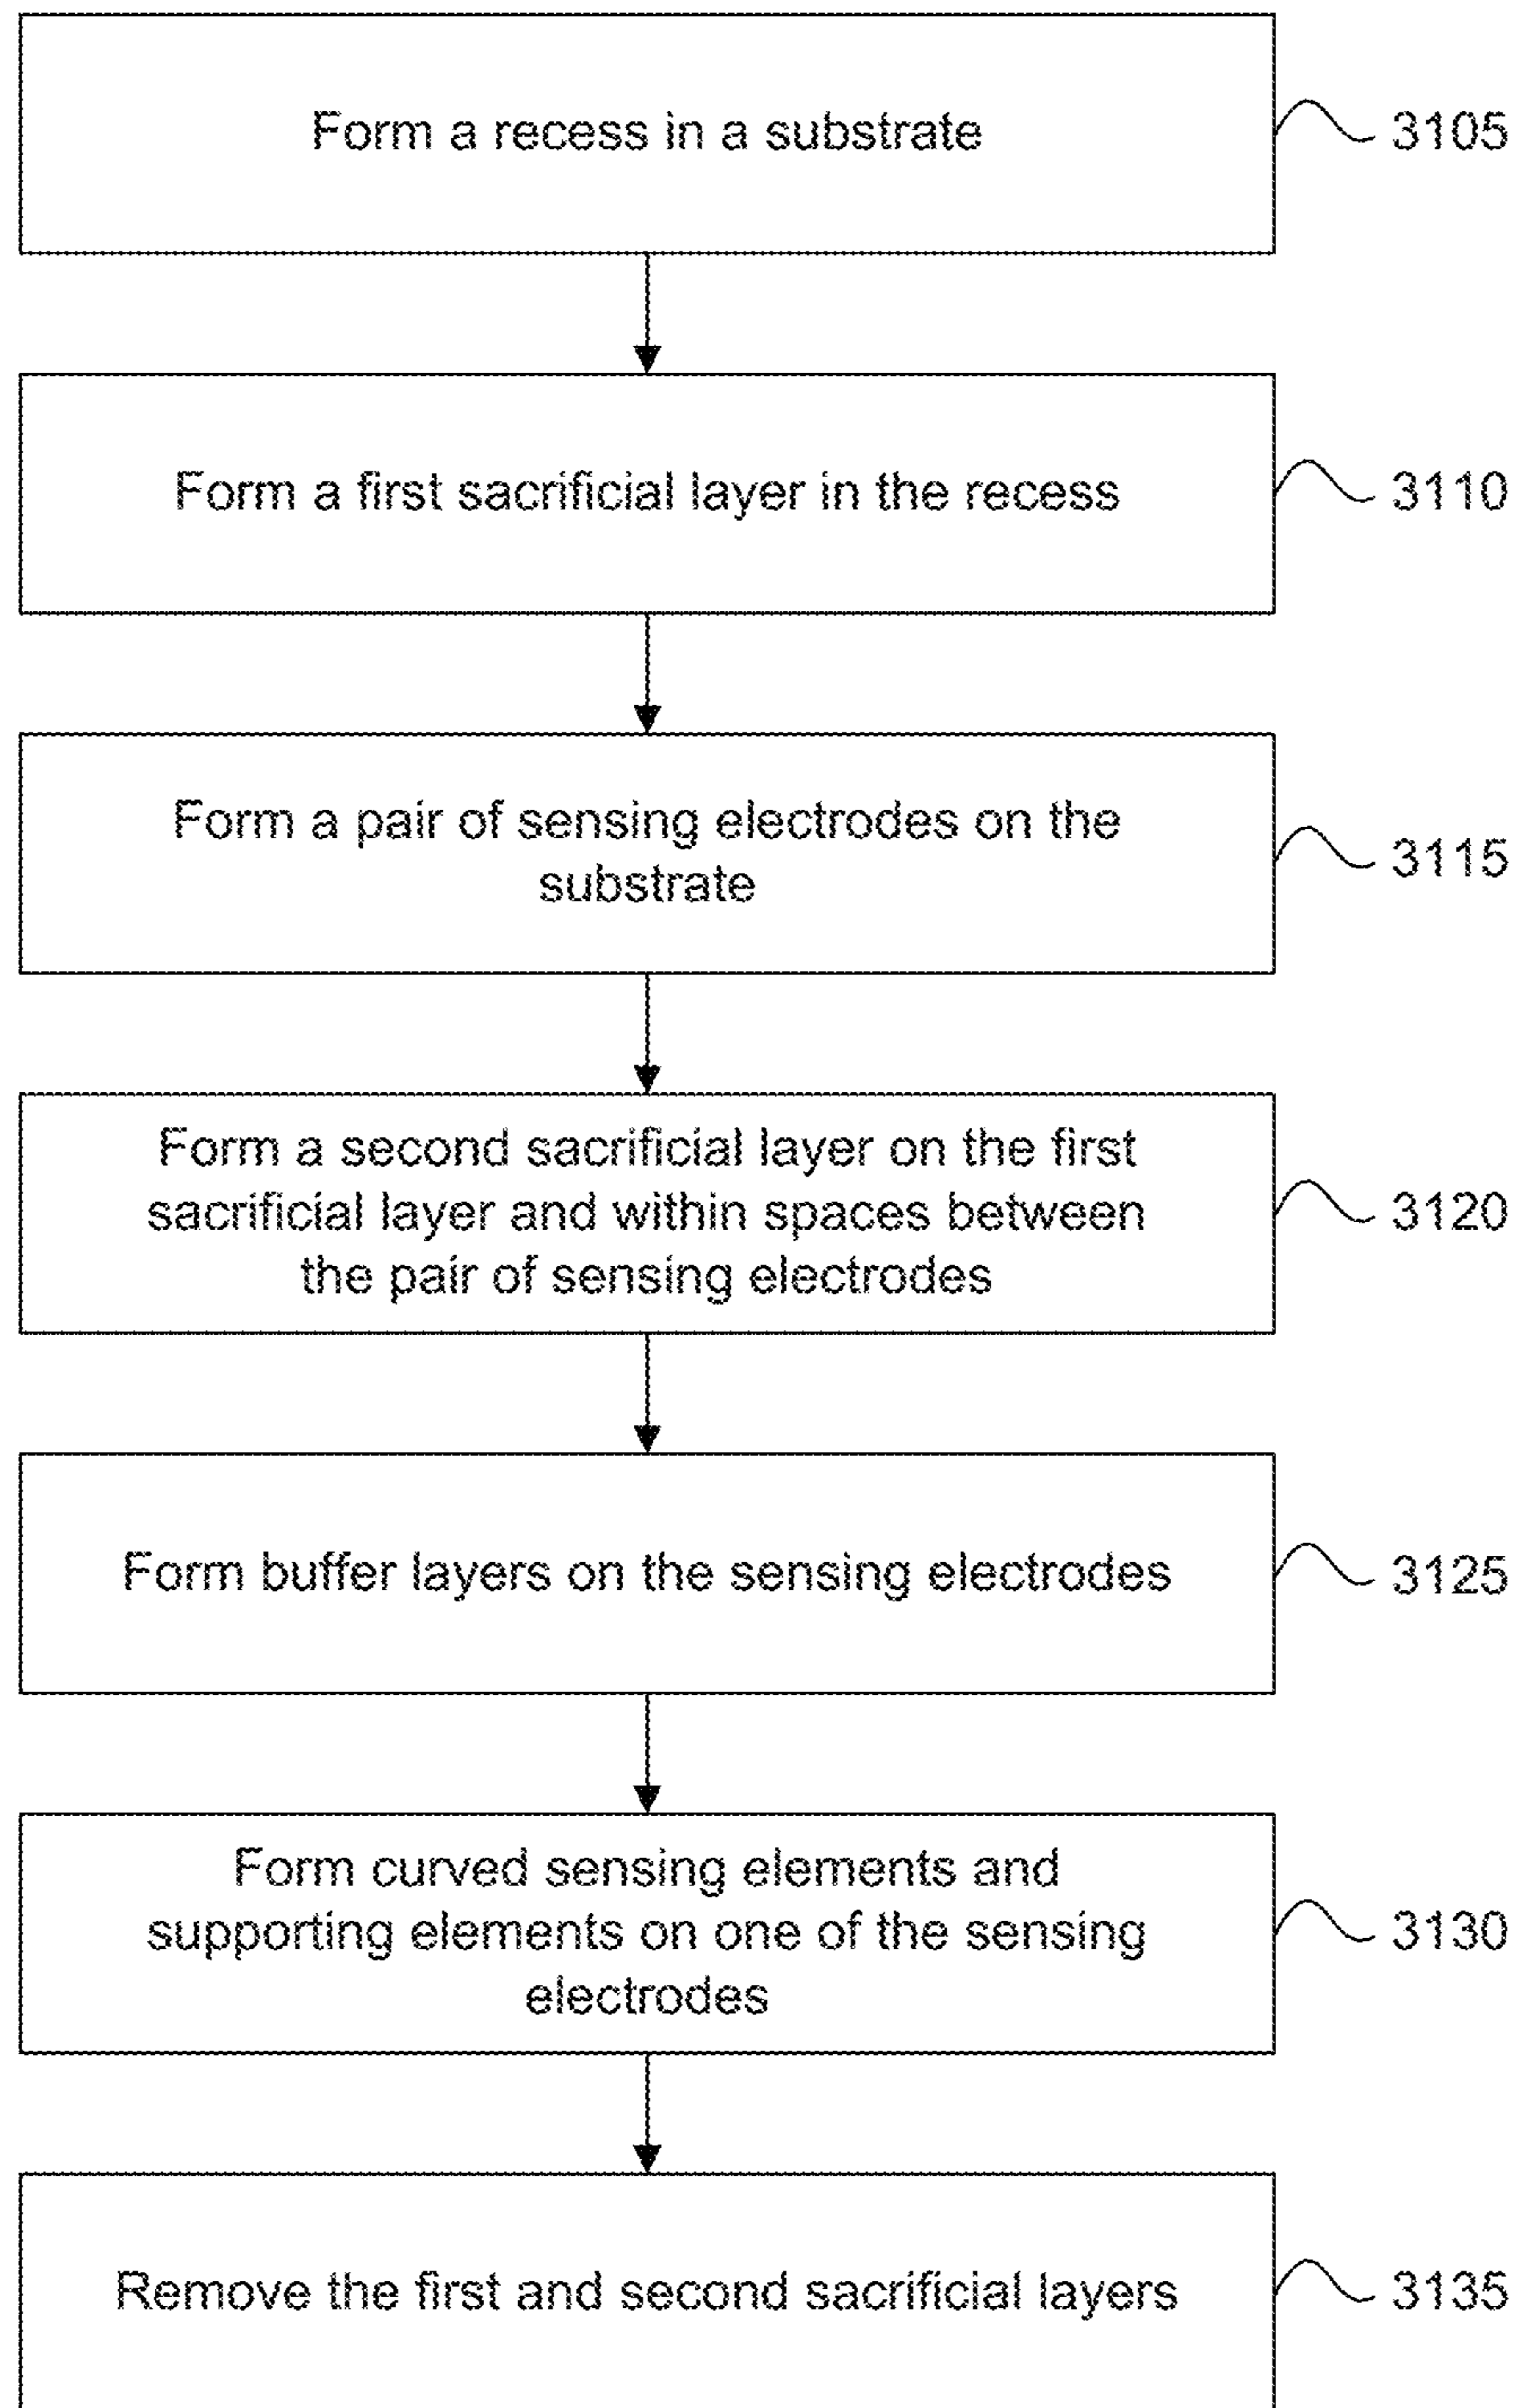 Form a recess in a substrate
3105
Form a first sacrificial layer in the recess
3110
Form a pair of sensing electrodes on the
substrate
3115
Form a second sacrificial layer on the first
sacrificial layer and within spaces between
the pair of sensing electrodes
3120
Form buffer layers on the sensing electrodes
3125
Form curved sensing elements and
supporting elements on one of the sensing
electrodes
3130
Remove the first and second sacrificial layers
3135